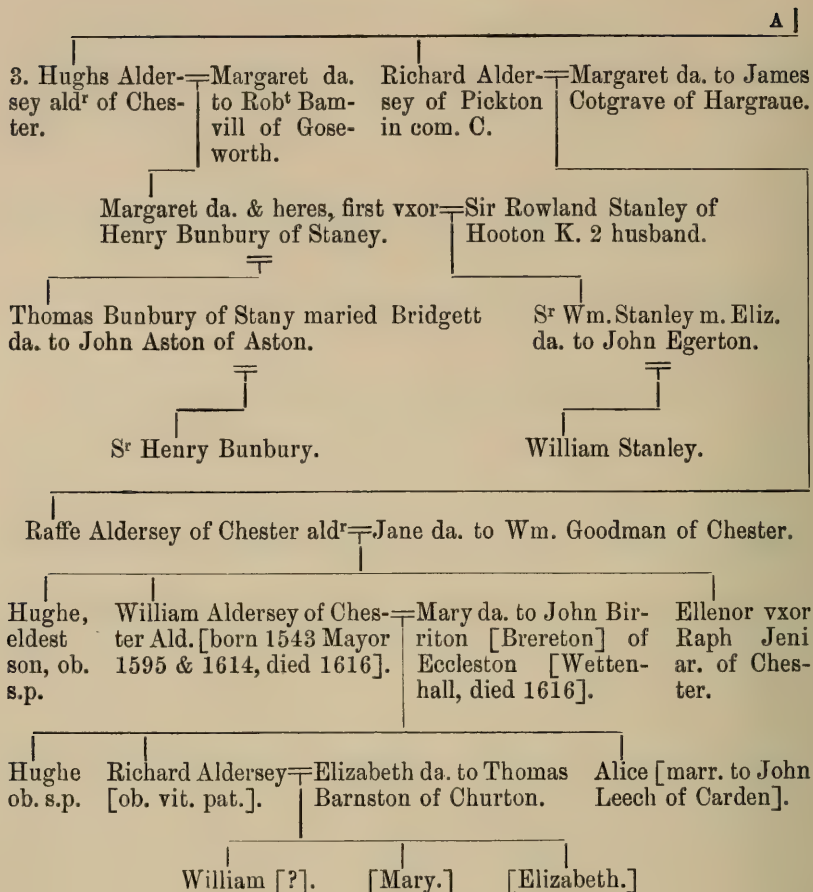 A
3. Hughs Alder- Margaret da.
sey aldr of Ches- to Robt Bam-
ter. vill of Gose-
worth.
Richard Alder- Margaret da. to James
sey of Pickton Cotgrave of Hargraue.
in com. C.
Margaret da. & heres, first vxor Sir Rowland Stanley of
Henry Bunbury of Staney. Hooton K. 2 husband.
Thomas Bunbury of Stany maried Bridgett
da. to John Aston of Aston.
Sr Wm. Stanley m. Eliz.
da. to John Egerton.
Sr Henry Bunbury. William Stanley.
Raffe Aldersey of Chester aldr Jane da. to Wm. Goodman of Chester.
Hughe,
eldest
son, ob.
s.p.
William Aldersey of Ches-
ter Ald. [born 1543 Mayor
1595 & 1614, died 1616].
Mary da. to John Bir-
riton [Brereton] of
Eccleston [Wetten-
hall, died 1616].
Ellenor vxor
Raph Jeni
ar. of Ches-
ter.
Hughe
ob. s.p.
Richard Aldersey
[ob. vit. pat.].
Elizabeth da. to Thomas
Barnston of Churton.
Alice [marr. to John
Leech of Carden].
William [?]. [Mary.] [Elizabeth.]